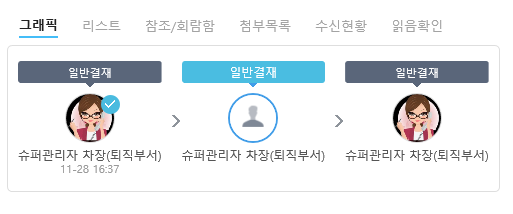 그래픽 리스트 참조/회람함 첨부목록 수신현황 읽음확인
일반결재 일반결재 일반결재
슈퍼관리자 차장(퇴직부서) 슈퍼관리자 차장(퇴직부서) 슈퍼관리자 차장(퇴직부서)
11-28 16:37